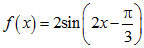 f(x) = 2sin(2x - π/3)